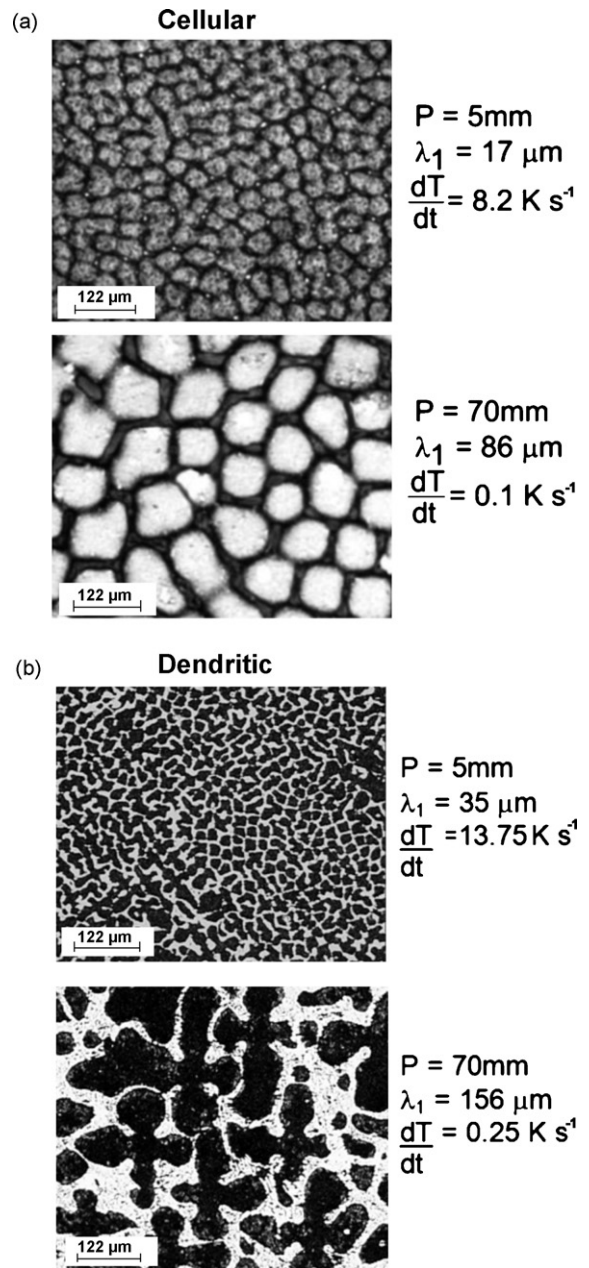 (a)
Cellular
P = 5mm
λ1 = 17 μm
dT
dt = 8.2 K s-1
122 μm
P = 70mm
λ1 = 86 μm
dT
dt = 0.1 K s-1
122 μm
(b)
Dendritic
P = 5mm
λ1 = 35 μm
dT = 13.75 K s-1
dt
122 μm
P = 70mm
λ1 = 156 μm
dT = 0.25 K s-1
dt
122 μm